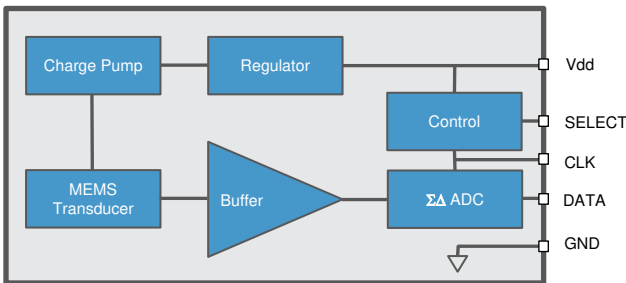 Charge Pump
Regulator
Vdd
Control
SELECT
CLK
MEMS
Transducer
Buffer
ΣΔ ADC
DATA
GND